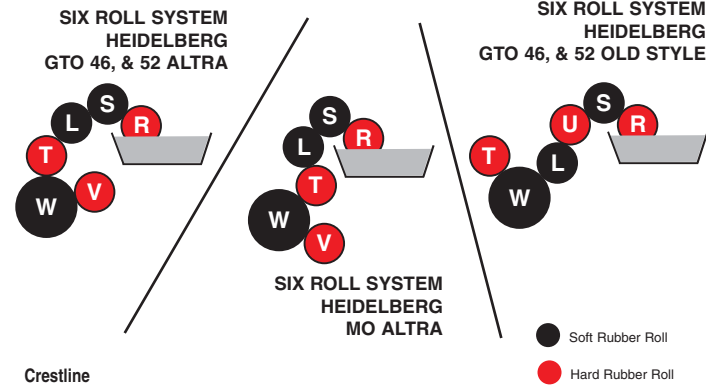 SIX ROLL SYSTEM
HEIDELBERG
GTO 46, & 52 ALTRA
S
L
R
T
V
W
S
R
L
T
W
V
SIX ROLL SYSTEM
HEIDELBERG
MO ALTRA
SIX ROLL SYSTEM
HEIDELBERG
GTO 46, & 52 OLD STYLE
S
U
R
T
L
W
Soft Rubber Roll
Hard Rubber Roll
Crestline